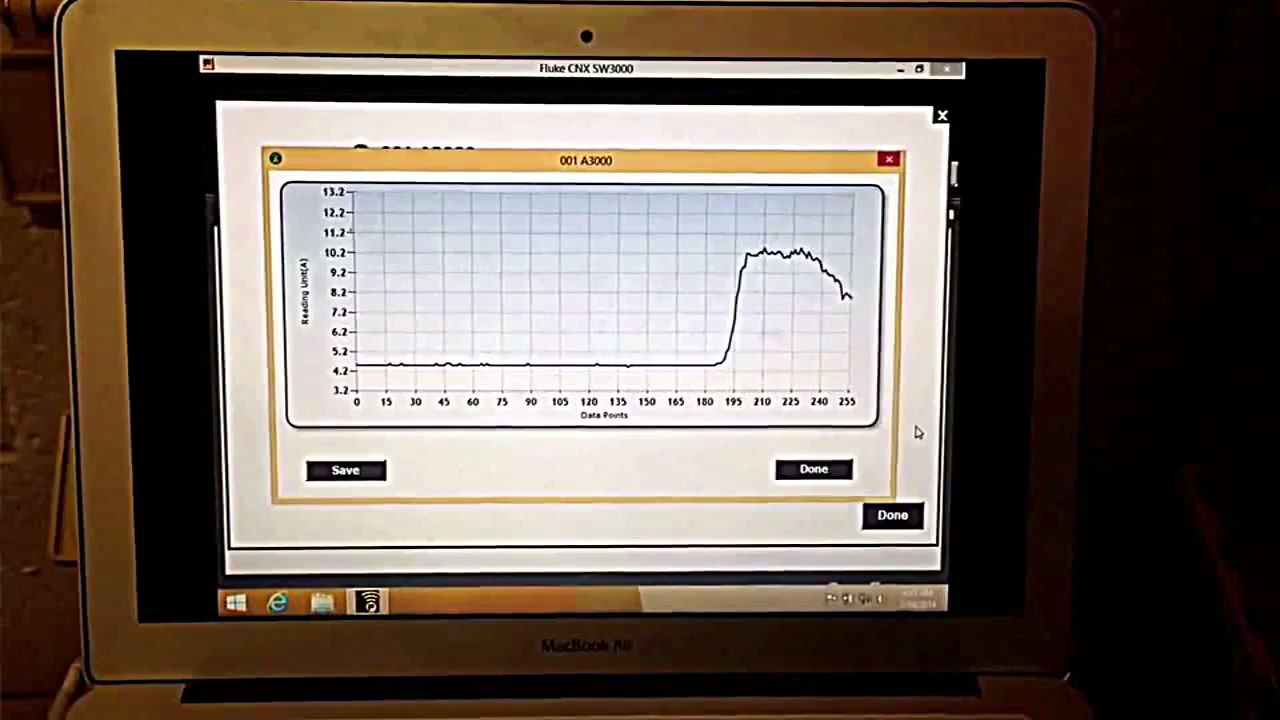 Fluke CNX SW3000
001 A3000
13.2
12.2
11.2
10.2
9.2
8.2
7.2
6.2
5.2
4.2
3.2
Reading Unit(A)
0 15 30 45 60 75 90 105 120 135 150 165 180 195 210 225 240 255
Data Points
Save
Done
Done
MacBook Air